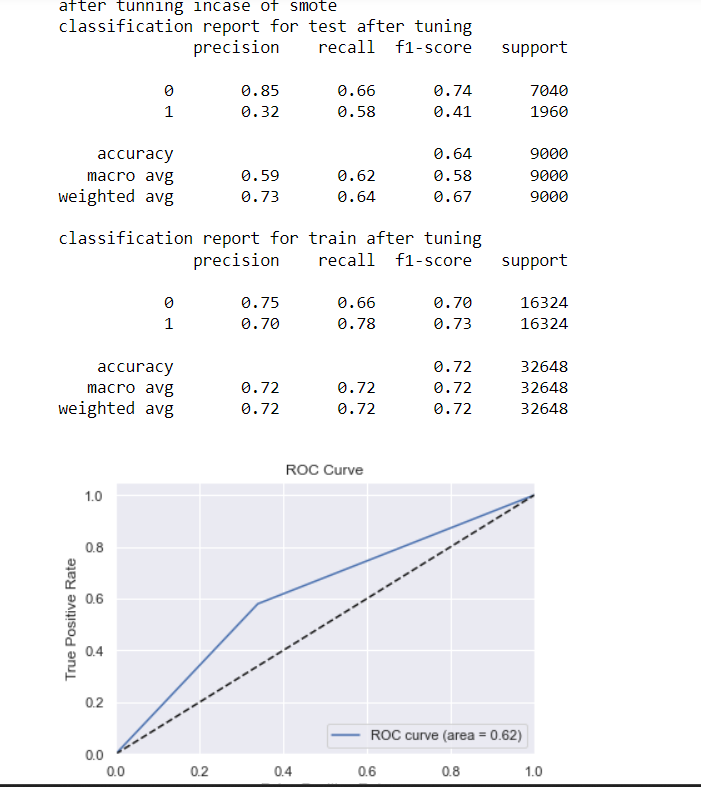 after tunning incase of smote
classification report for test after tuning
precision recall f1-score support
0 0.85 0.66 0.74 7040
1 0.32 0.58 0.41 1960
accuracy 0.64 9000
macro avg 0.59 0.62 0.58 9000
weighted avg 0.73 0.64 0.67 9000
classification report for train after tuning
precision recall f1-score support
0 0.75 0.66 0.70 16324
1 0.70 0.78 0.73 16324
accuracy 0.72 32648
macro avg 0.72 0.72 0.72 32648
weighted avg 0.72 0.72 0.72 32648
ROC Curve
1.0
0.8
0.6
0.4
0.2
0.0
True Positive Rate
ROC curve (area = 0.62)
0.0 0.2 0.4 0.6 0.8 1.0